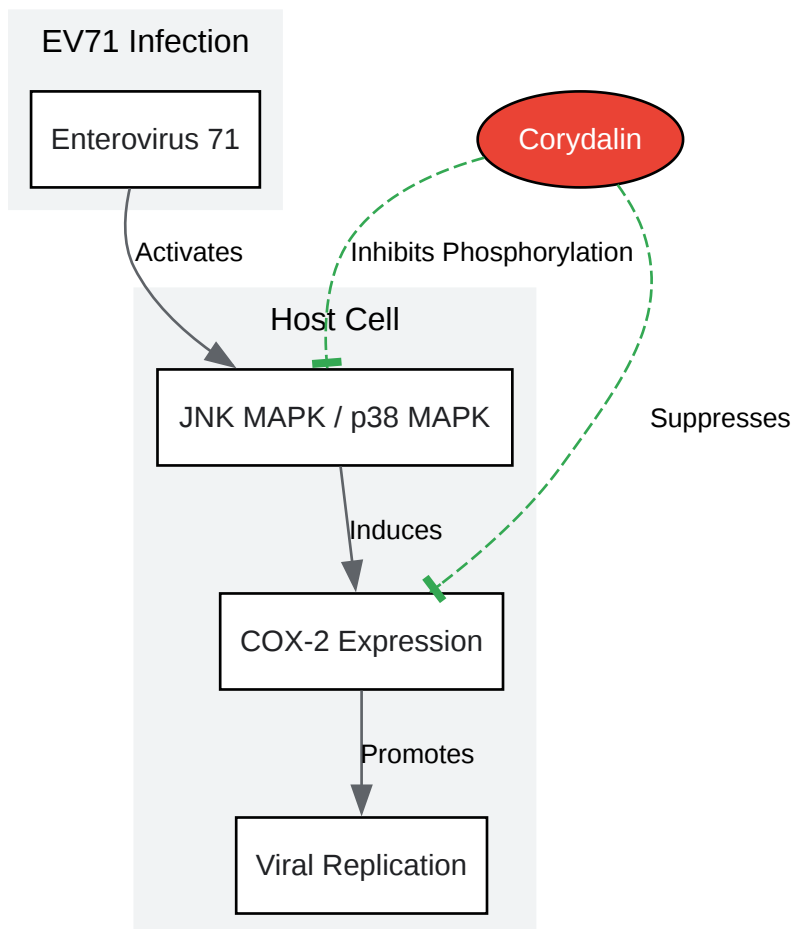 EV71 Infection
Enterovirus 71
Corydalin
Activates
Inhibits Phosphorylation
Host Cell
JNK MAPK / p38 MAPK
Suppresses
Induces
COX-2 Expression
Promotes
Viral Replication